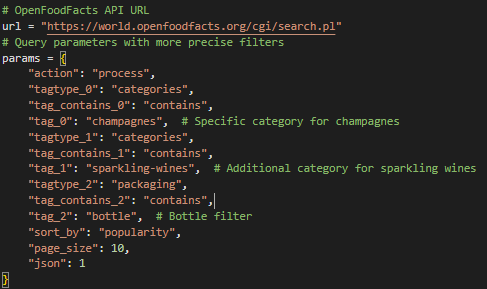 # OpenFoodFacts API URL
url = "https://world.openfoodfacts.org/cgi/search.pl"
# Query parameters with more precise filters
params = {
    "action": "process",
    "tagtype_0": "categories",
    "tag_contains_0": "contains",
    "tag_0": "champagnes",  # Specific category for champagnes
    "tagtype_1": "categories",
    "tag_contains_1": "contains",
    "tag_1": "sparkling-wines",  # Additional category for sparkling wines
    "tagtype_2": "packaging",
    "tag_contains_2": "contains",
    "tag_2": "bottle",  # Bottle filter
    "sort_by": "popularity",
    "page_size": 10,
    "json": 1
}